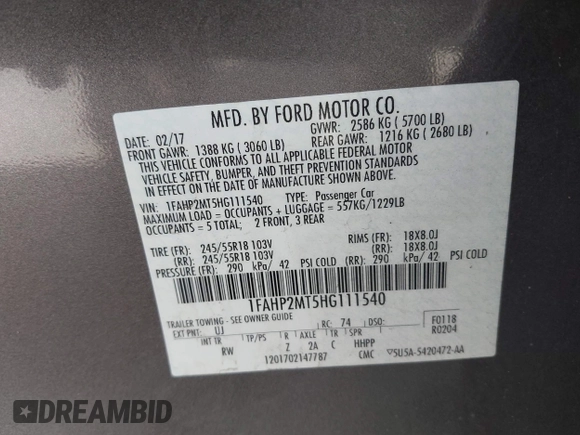 MFD. BY FORD MOTOR CO.
DATE: 02/17 GVWR: 2586 KG ( 5700 LB)
FRONT GAWR: 1388 KG ( 3060 LB) REAR GAWR: 1216 KG ( 2680 LB)
THIS VEHICLE CONFORMS TO ALL APPLICABLE FEDERAL MOTOR
VEHICLE SAFETY, BUMPER, AND THEFT PREVENTION STANDARDS
IN EFFECT ON THE DATE OF MANUFACTURE SHOWN ABOVE.
VIN: 1FAHP2MT5HG111540 TYPE: Passenger Car
MAXIMUM LOAD = OCCUPANTS + LUGGAGE = 557KG/1229LB
OCCUPANTS = 5 TOTAL; 2 FRONT, 3 REAR
TIRE (FR): 245/55R18 103V RIMS (FR): 18X8.0J
(RR): 245/55R18 103V (RR): 18X8.0J
PRESSURE (FR): 290 kPa/ 42 PSI COLD (RR): 290 kPa/ 42 PSI COLD
1FAHP2MT5HG111540
TRAILER TOWING - SEE OWNER GUIDE
EXT PNT: UJ RC: 74 DSO: F0118
INT TR TP/PS R AXLE TR SPR R0204
RW Z 2A C HHPP
1201702147787 CMC ▽5U5A-5420472-AA
DREAMBID